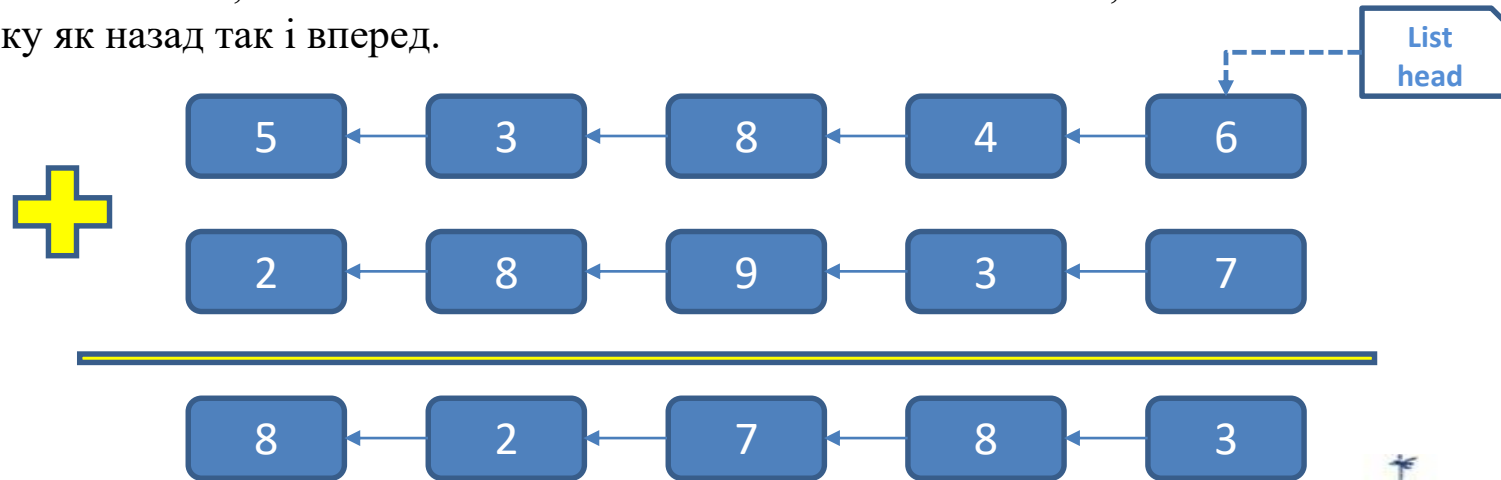 ку як назад так і вперед.
List
head
5 3 8 4 6
2 8 9 3 7
8 2 7 8 3